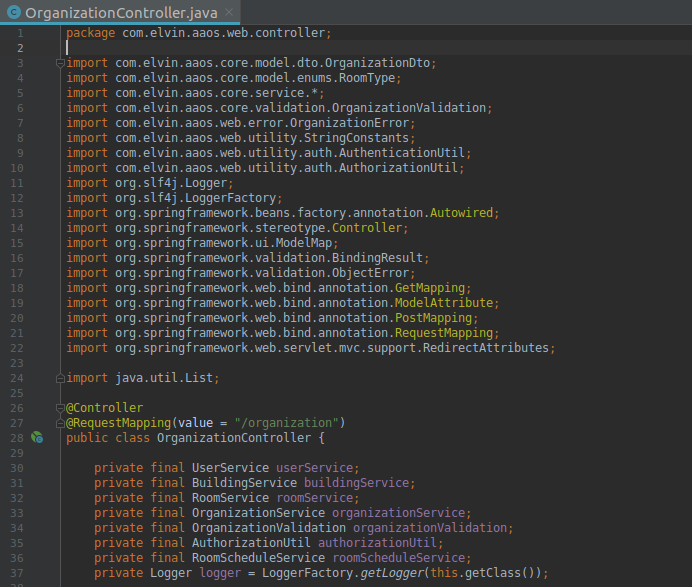 OrganizationController.java
1 package com.elvin.aaos.web.controller;
2
3 import com.elvin.aaos.core.model.dto.OrganizationDto;
4 import com.elvin.aaos.core.model.enums.RoomType;
5 import com.elvin.aaos.core.service.*;
6 import com.elvin.aaos.core.validation.OrganizationValidation;
7 import com.elvin.aaos.web.error.OrganizationError;
8 import com.elvin.aaos.web.utility.StringConstants;
9 import com.elvin.aaos.web.utility.auth.AuthenticationUtil;
10 import com.elvin.aaos.web.utility.auth.AuthorizationUtil;
11 import org.slf4j.Logger;
12 import org.slf4j.LoggerFactory;
13 import org.springframework.beans.factory.annotation.Autowired;
14 import org.springframework.stereotype.Controller;
15 import org.springframework.ui.ModelMap;
16 import org.springframework.validation.BindingResult;
17 import org.springframework.validation.ObjectError;
18 import org.springframework.web.bind.annotation.GetMapping;
19 import org.springframework.web.bind.annotation.ModelAttribute;
20 import org.springframework.web.bind.annotation.PostMapping;
21 import org.springframework.web.bind.annotation.RequestMapping;
22 import org.springframework.web.servlet.mvc.support.RedirectAttributes;
23
24 import java.util.List;
25
26 @Controller
27 @RequestMapping(value = "/organization")
28 public class OrganizationController {
29
30 private final UserService userService;
31 private final BuildingService buildingService;
32 private final RoomService roomService;
33 private final OrganizationService organizationService;
34 private final OrganizationValidation organizationValidation;
35 private final AuthorizationUtil authorizationUtil;
36 private final RoomScheduleService roomScheduleService;
37 private Logger logger = LoggerFactory.getLogger(this.getClass());